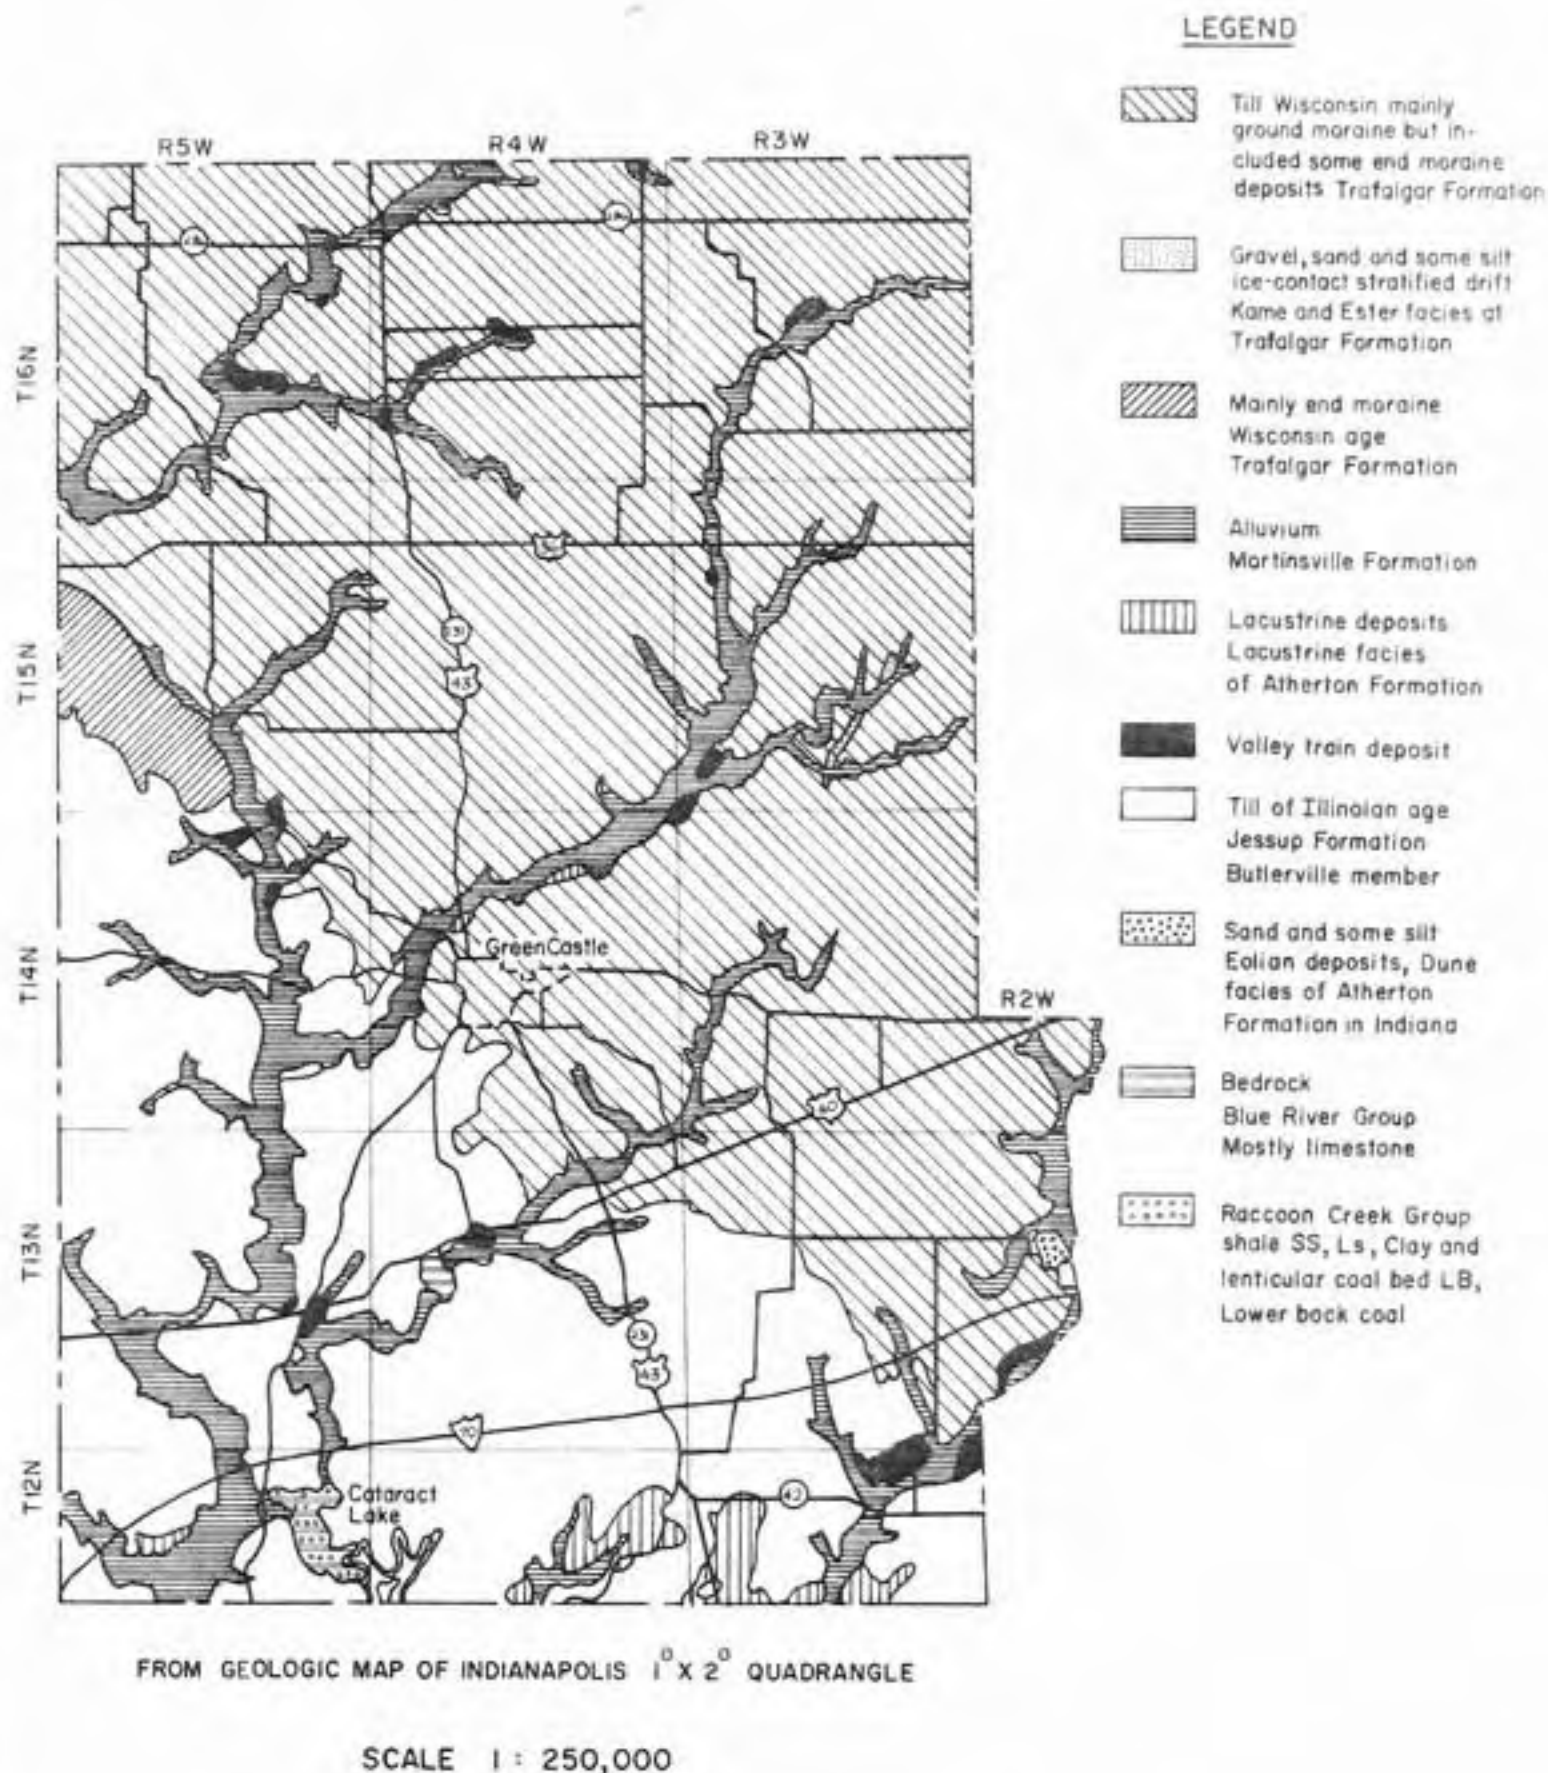 LEGEND
Till Wisconsin mainly
ground moraine but in-
cluded some end moraine
deposits Trafalgar Formation
Gravel, sand and some silt
ice-contact stratified drift
Kame and Ester facies at
Trafalgar Formation
Mainly end moraine
Wisconsin age
Trafalgar Formation
Alluvium
Martinsville Formation
Lacustrine deposits
Lacustrine facies
of Atherton Formation
Valley train deposit
Till of Illinoian age
Jessup Formation
Butlerville member
Sand and some silt
Eolian deposits, Dune
facies of Atherton
Formation in Indiana
Bedrock
Blue River Group
Mostly limestone
Raccoon Creek Group
shale SS, Ls, Clay and
lenticular coal bed LB,
Lower back coal
R5W
R4W
R3W
T16N
T15N
231
43
T14N
GreenCastle
R2W
40
T13N
231
43
70
T12N
Cataract
Lake
42
FROM GEOLOGIC MAP OF INDIANAPOLIS 1° X 2° QUADRANGLE
SCALE 1 : 250,000